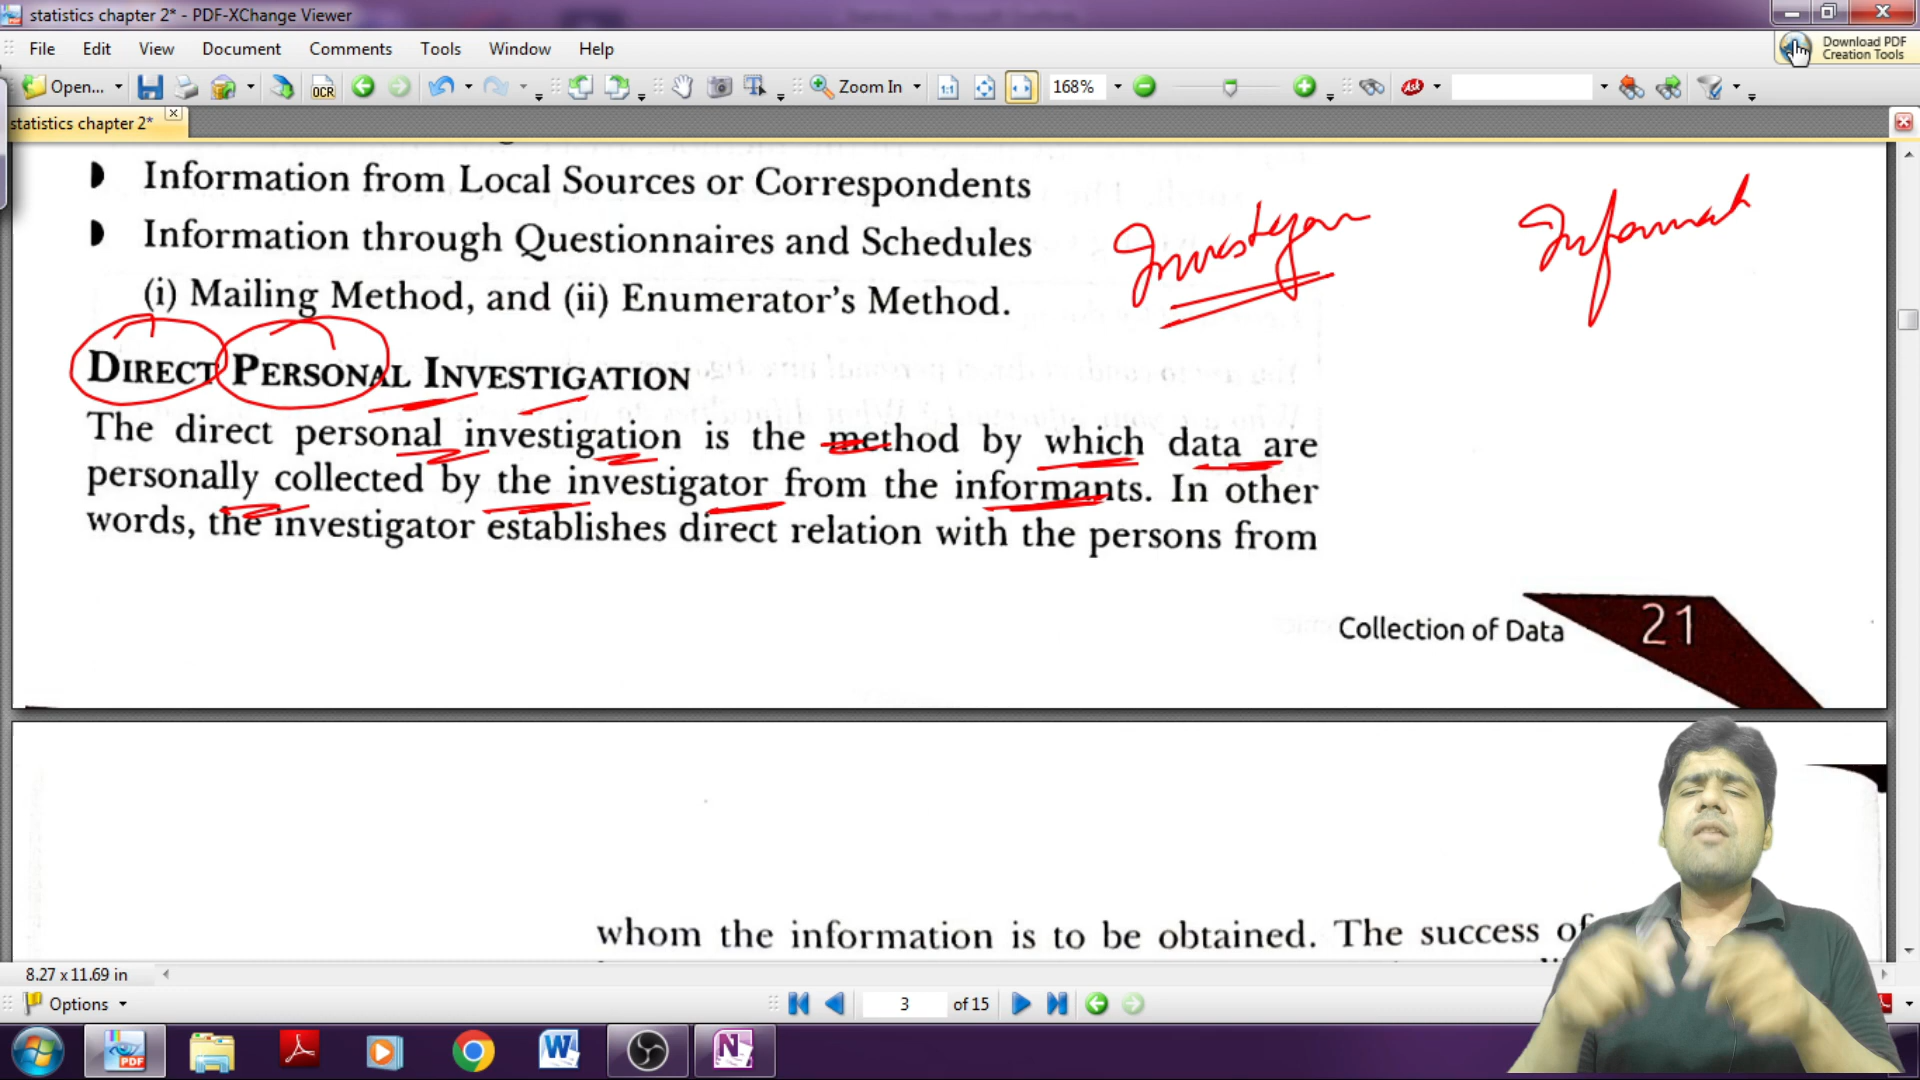 statistics chapter 2* - PDF-XChange Viewer
File Edit View Document Comments Tools Window Help
Download PDF
Creation Tools
Open... OCR Zoom In 1:1 168%
statistics chapter 2*
Information from Local Sources or Correspondents
Information through Questionnaires and Schedules
(i) Mailing Method, and (ii) Enumerator's Method.
DIRECT PERSONAL INVESTIGATION
The direct personal investigation is the method by which data are
personally collected by the investigator from the informants. In other
words, the investigator establishes direct relation with the persons from
Collection of Data 21
whom the information is to be obtained. The success of
8.27 x 11.69 in
Options 3 of 15
PDF